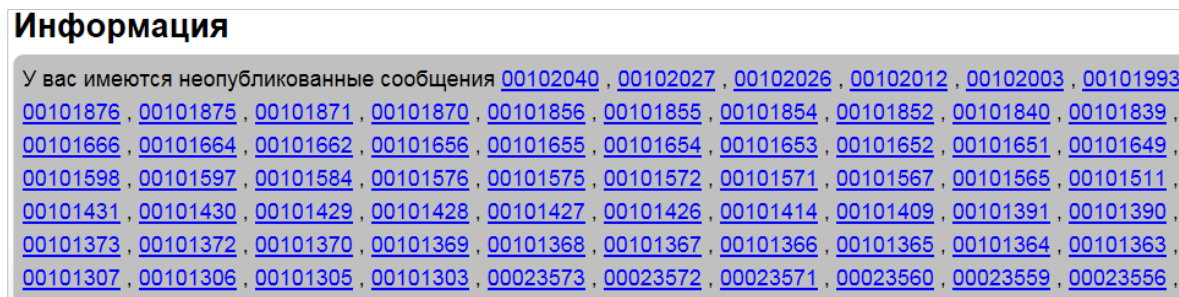 Информация
У вас имеются неопубликованные сообщения 00102040 , 00102027 , 00102026 , 00102012 , 00102003 , 00101993
00101876 , 00101875 , 00101871 , 00101870 , 00101856 , 00101855 , 00101854 , 00101852 , 00101840 , 00101839 ,
00101666 , 00101664 , 00101662 , 00101656 , 00101655 , 00101654 , 00101653 , 00101652 , 00101651 , 00101649 ,
00101598 , 00101597 , 00101584 , 00101576 , 00101575 , 00101572 , 00101571 , 00101567 , 00101565 , 00101511 ,
00101431 , 00101430 , 00101429 , 00101428 , 00101427 , 00101426 , 00101414 , 00101409 , 00101391 , 00101390 ,
00101373 , 00101372 , 00101370 , 00101369 , 00101368 , 00101367 , 00101366 , 00101365 , 00101364 , 00101363 ,
00101307 , 00101306 , 00101305 , 00101303 , 00023573 , 00023572 , 00023571 , 00023560 , 00023559 , 00023556 ,